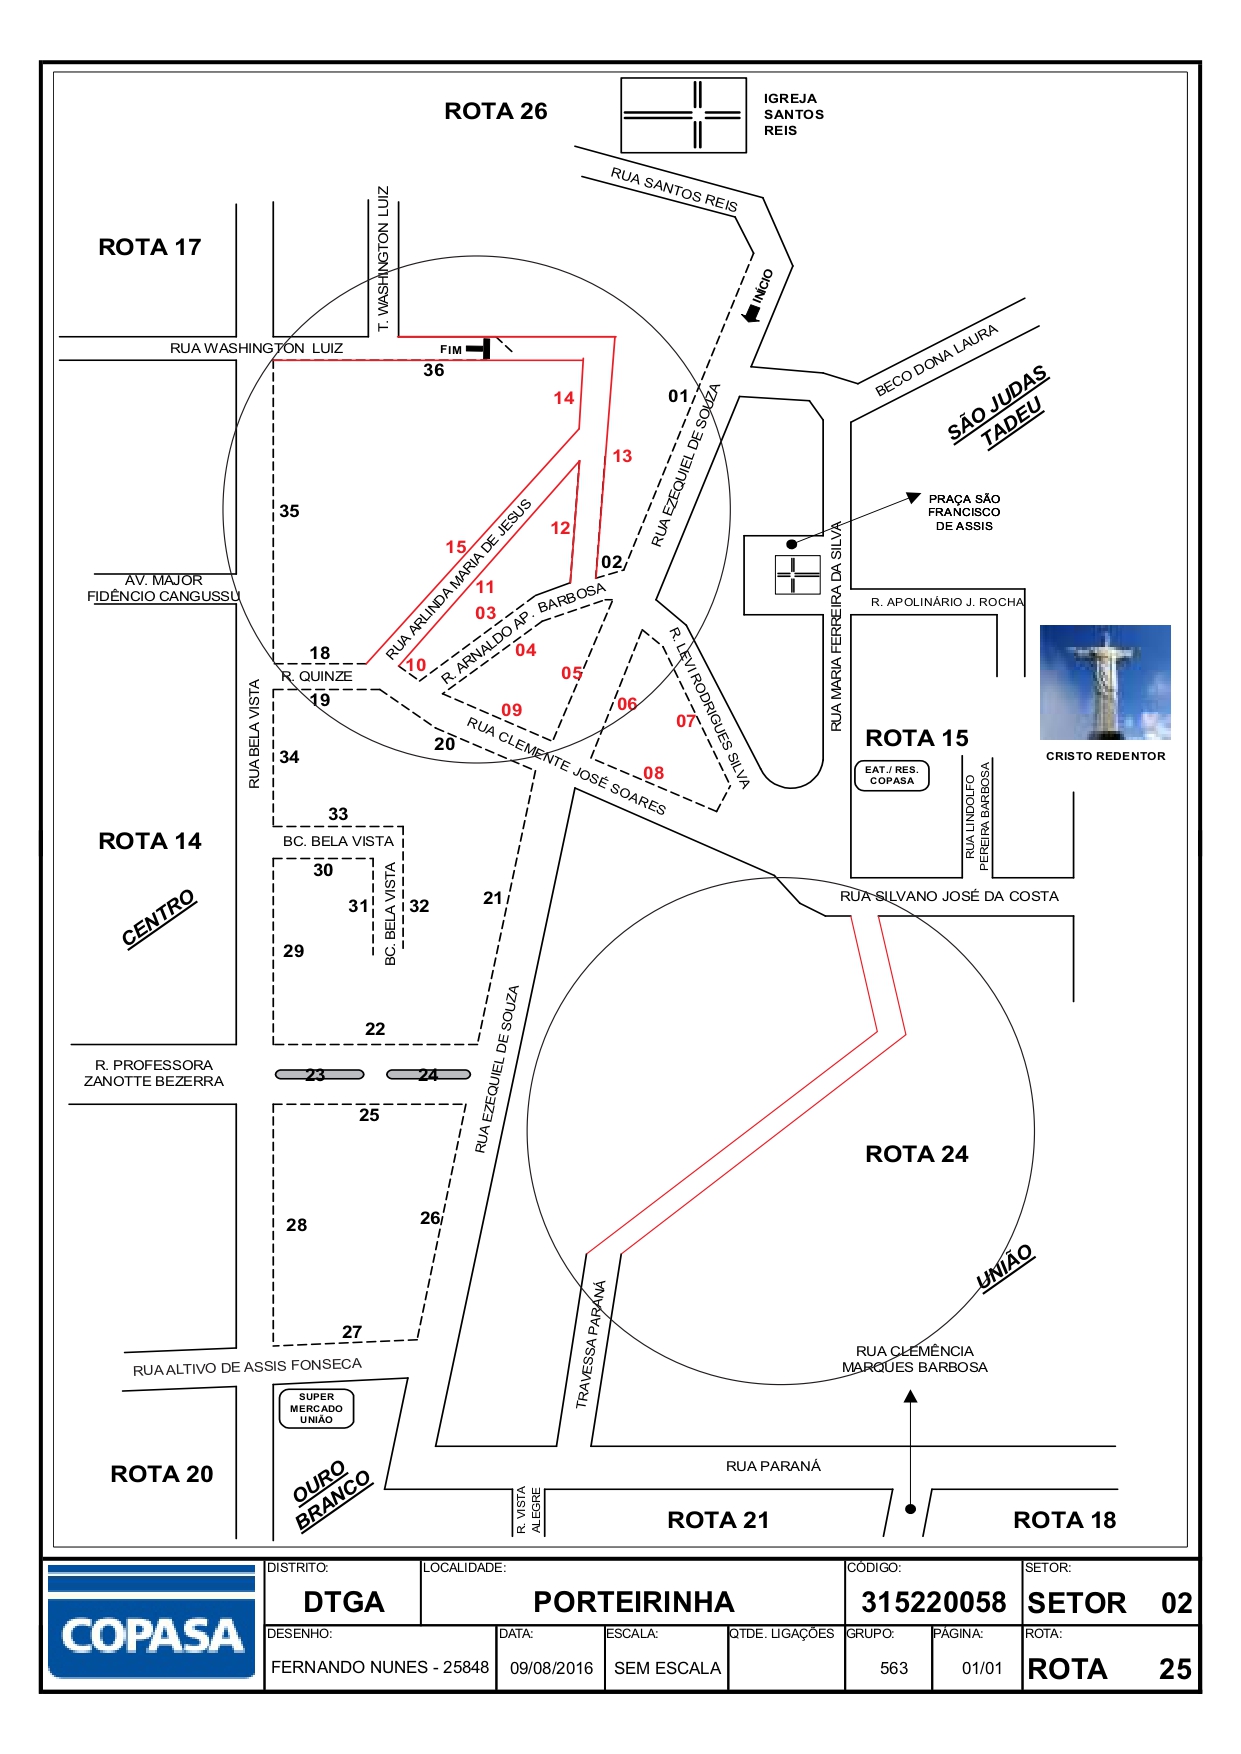 ROTA 26
IGREJA
SANTOS
REIS
RUA SANTOS REIS
T. WASHINGTON LUIZ
ROTA 17
INÍCIO
RUA WASHINGTON LUIZ
FIM
36
BECO DONA LAURA
SÃO JUDAS
TADEU
14
01
RUA EZEQUIEL DE SOUZA
13
35
PRAÇA SÃO
FRANCISCO
DE ASSIS
12
15
RUA ARLINDA MARIA DE JESUS
02
AV. MAJOR
FIDÊNCIO CANGUSSU
11
03
R. ARNALDO AP. BARBOSA
R. APOLINÁRIO J. ROCHA
RUA MARIA FERREIRA DA SILVA
18
R. QUINZE
10
04
05
19
RUA BELA VISTA
09
06
07
R. LEVI RODRIGUES SILVA
20
RUA CLEMENTE JOSÉ SOARES
34
08
ROTA 15
CRISTO REDENTOR
EAT./ RES.
COPASA
RUA LINDOLFO
PEREIRA BARBOSA
33
BC. BELA VISTA
ROTA 14
30
31
BC. BELA VISTA
32
21
RUA SILVANO JOSÉ DA COSTA
CENTRO
29
22
R. PROFESSORA
ZANOTTE BEZERRA
23
24
25
RUA EZEQUIEL DE SOUZA
ROTA 24
28
26
UNIÃO
27
RUA ALTIVO DE ASSIS FONSECA
TRAVESSA PARANÁ
RUA CLEMÊNCIA
MARQUES BARBOSA
SUPER
MERCADO
UNIÃO
ROTA 20
OURO
BRANCO
RUA PARANÁ
R. VISTA
ALEGRE
ROTA 21
ROTA 18
COPASA
DISTRITO:
DTGA
LOCALIDADE:
PORTEIRINHA
CÓDIGO:
315220058
SETOR:
SETOR 02
DESENHO:
FERNANDO NUNES - 25848
DATA:
09/08/2016
ESCALA:
SEM ESCALA
QTDE. LIGAÇÕES
GRUPO:
563
PÁGINA:
01/01
ROTA:
ROTA 25